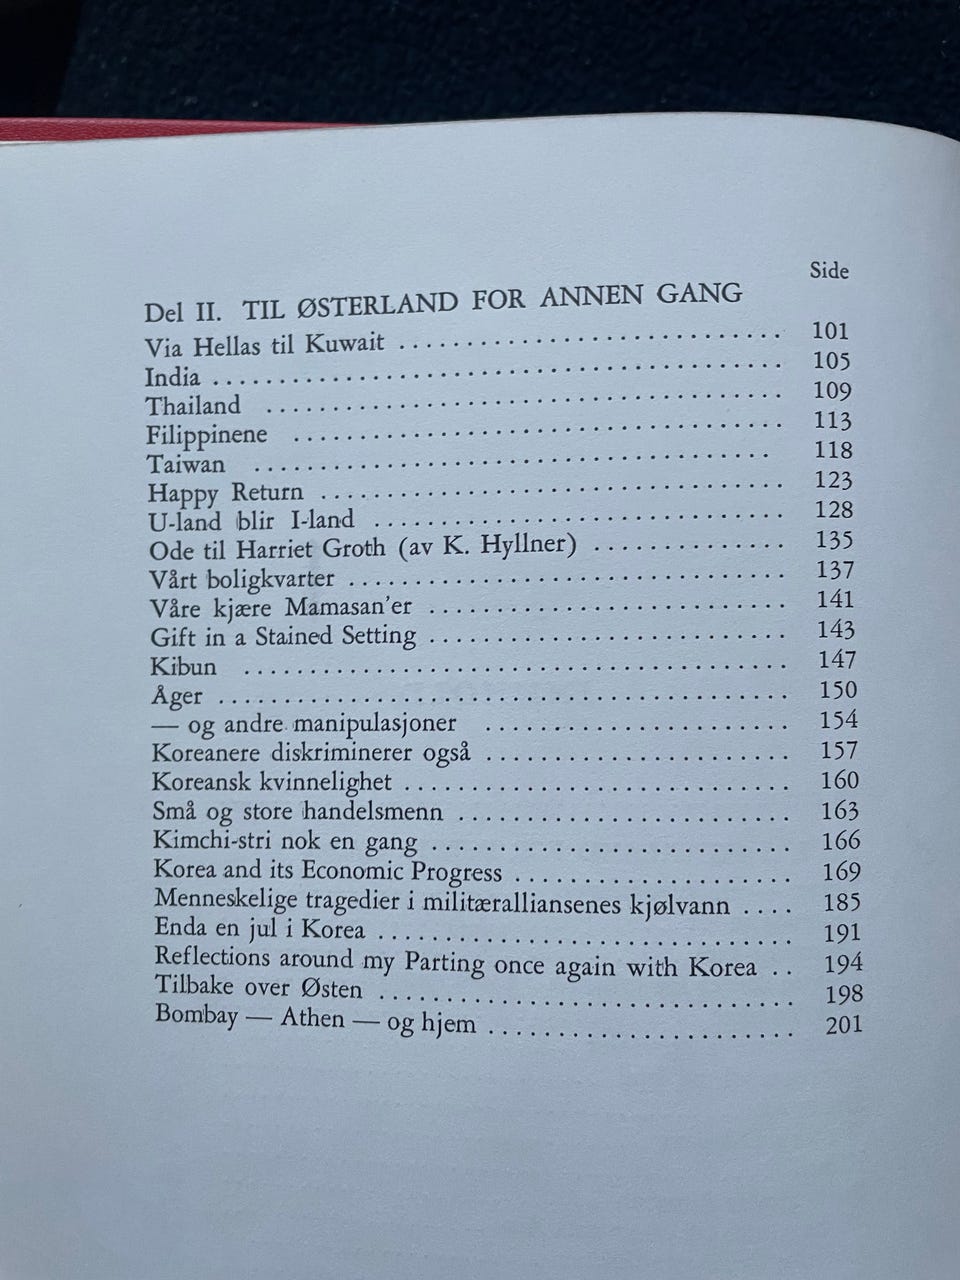 Side
Del II. TIL ØSTERLAND FOR ANNEN GANG
Via Hellas til Kuwait .......... 101
India .......... 105
Thailand .......... 109
Filippinene .......... 113
Taiwan .......... 118
Happy Return .......... 123
U-land blir I-land .......... 128
Ode til Harriet Groth (av K. Hyllner) .......... 135
Vårt boligkvarter .......... 137
Våre kjære Mamasan'er .......... 141
Gift in a Stained Setting .......... 143
Kibun .......... 147
Åger .......... 150
— og andre manipulasjoner .......... 154
Koreanere diskriminerer også .......... 157
Koreansk kvinnelighet .......... 160
Små og store handelsmenn .......... 163
Kimchi-stri nok en gang .......... 166
Korea and its Economic Progress .......... 169
Menneskelige tragedier i militæralliansenes kjølvann .... 185
Enda en jul i Korea .......... 191
Reflections around my Parting once again with Korea .. 194
Tilbake over Østen .......... 198
Bombay — Athen — og hjem .......... 201